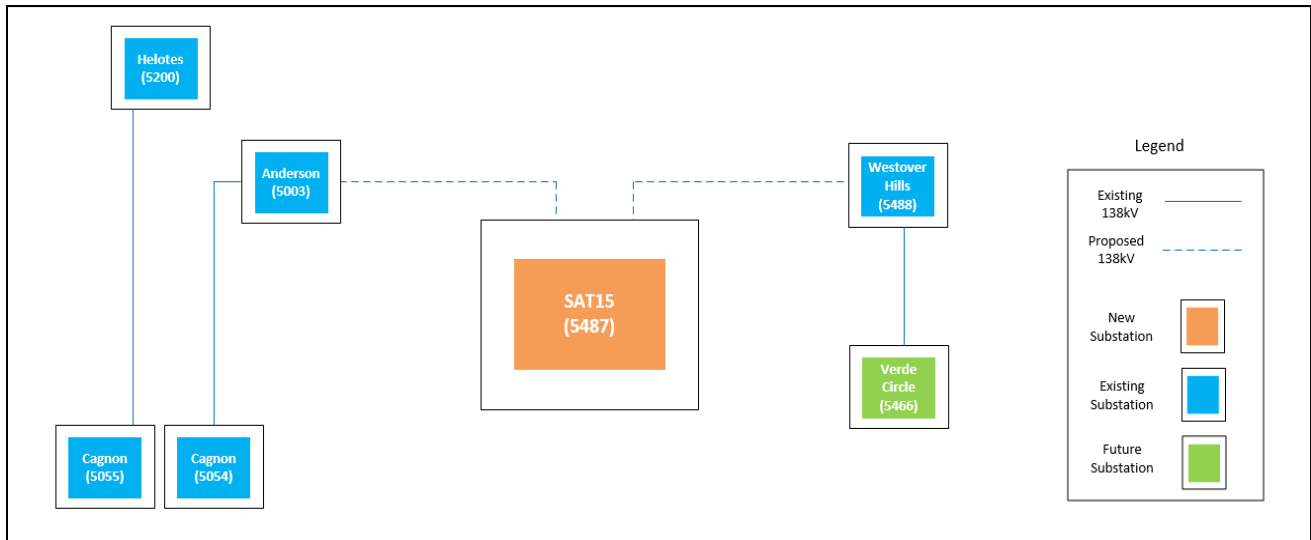 Helotes
(5200)
Anderson
(5003)
Westover
Hills
(5488)
SAT15
(5487)
Verde
Circle
(5466)
Cagnon
(5055)
Cagnon
(5054)
Legend
Existing
138kV
Proposed
138kV
New
Substation
Existing
Substation
Future
Substation